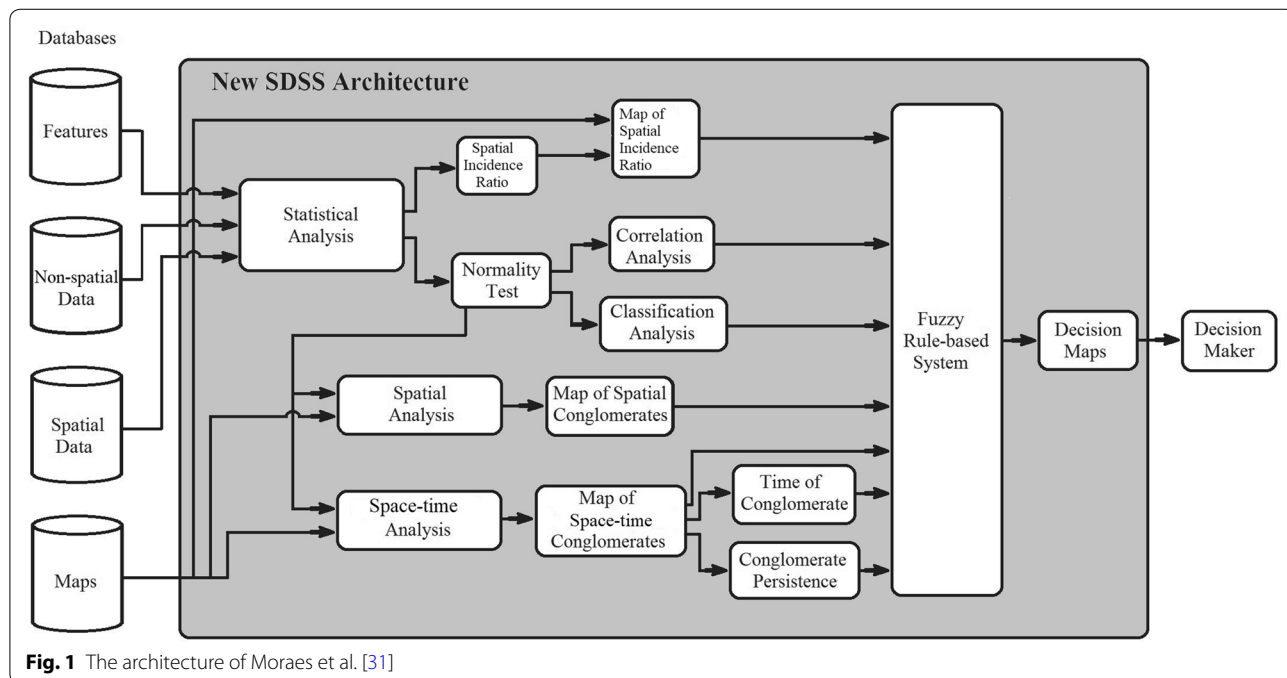 Databases
New SDSS Architecture
Features
Non-spatial
Data
Spatial
Data
Maps
Statistical
Analysis
Spatial
Incidence
Ratio
Map of
Spatial
Incidence
Ratio
Normality
Test
Correlation
Analysis
Classification
Analysis
Spatial
Analysis
Map of Spatial
Conglomerates
Space-time
Analysis
Map of
Space-time
Conglomerates
Time of
Conglomerate
Conglomerate
Persistence
Fuzzy
Rule-based
System
Decision
Maps
Decision
Maker
Fig. 1 The architecture of Moraes et al. [31]